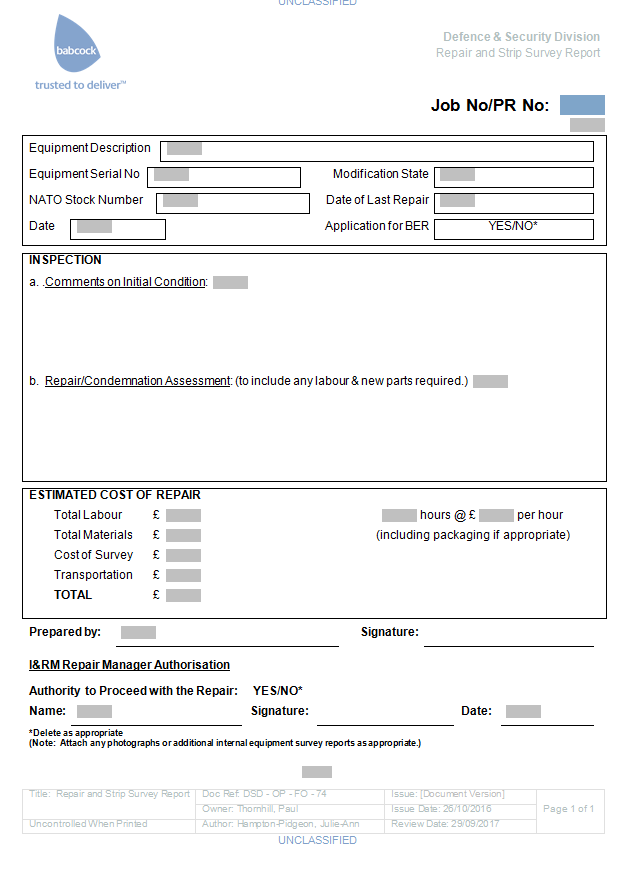 UNCLASSIFIED
babcock
trusted to deliver™
Defence & Security Division
Repair and Strip Survey Report
Job No/PR No:
Equipment Description
Equipment Serial No Modification State
NATO Stock Number Date of Last Repair
Date Application for BER YES/NO*
INSPECTION
a. .Comments on Initial Condition:
b. Repair/Condemnation Assessment: (to include any labour & new parts required.)
ESTIMATED COST OF REPAIR
Total Labour £ hours @ £ per hour
Total Materials £ (including packaging if appropriate)
Cost of Survey £
Transportation £
TOTAL £
Prepared by: Signature:
I&RM Repair Manager Authorisation
Authority to Proceed with the Repair: YES/NO*
Name: Signature: Date:
*Delete as appropriate
(Note: Attach any photographs or additional internal equipment survey reports as appropriate.)
Title: Repair and Strip Survey Report Doc Ref: DSD - OP - FO - 74 Issue: [Document Version]
Owner: Thornhill, Paul Issue Date: 26/10/2016 Page 1 of 1
Uncontrolled When Printed Author: Hampton-Pidgeon, Julie-Ann Review Date: 29/09/2017
UNCLASSIFIED